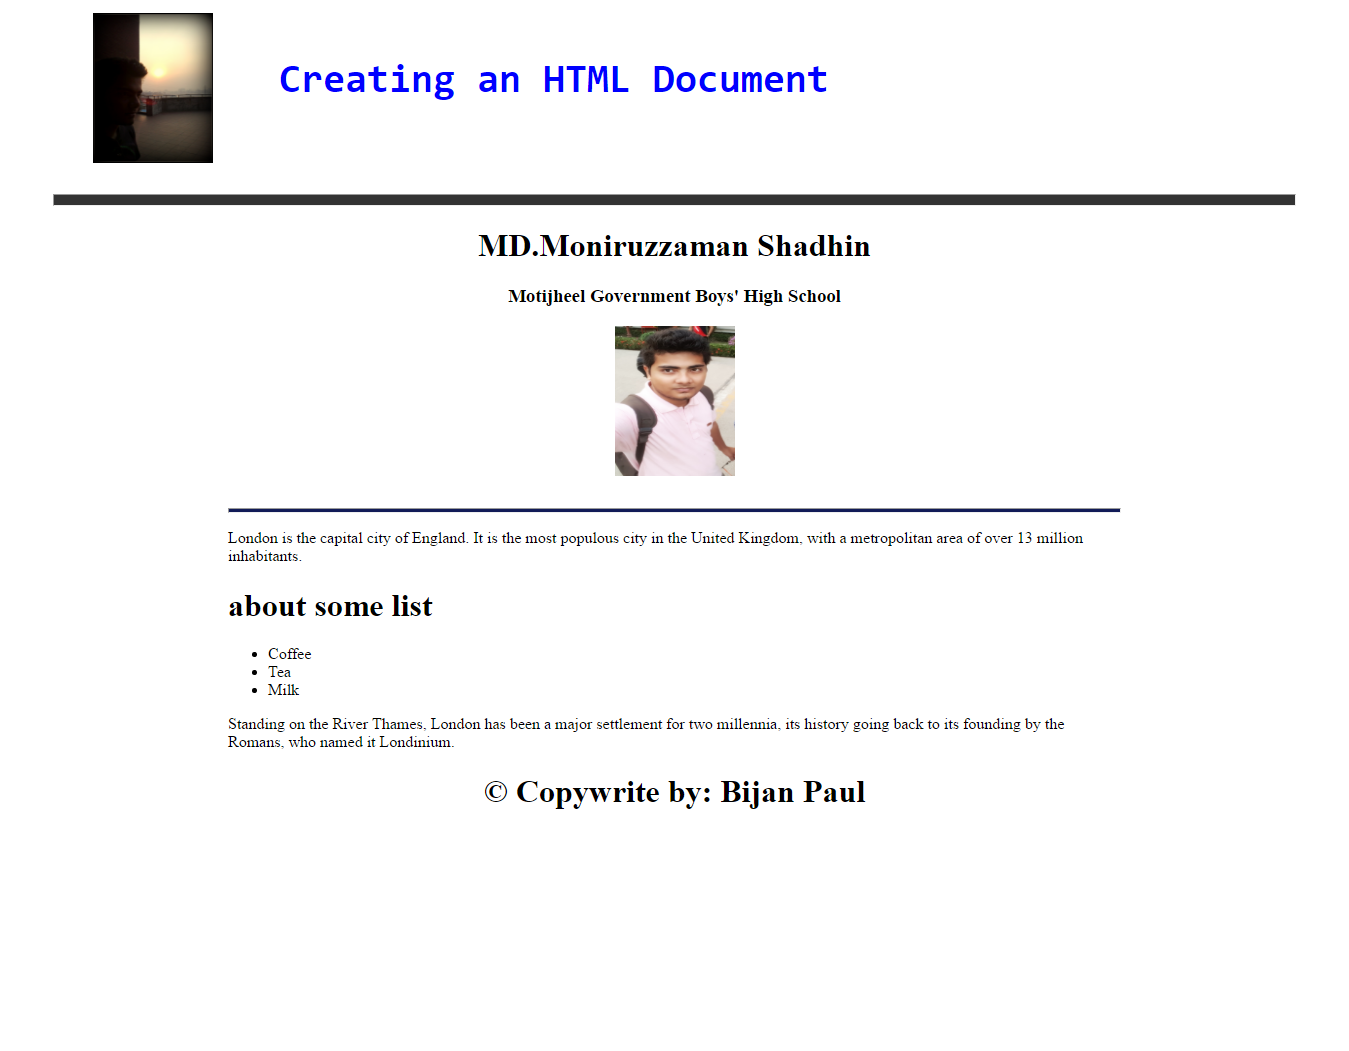 Creating an HTML Document
MD.Moniruzzaman Shadhin
Motijheel Government Boys' High School
London is the capital city of England. It is the most populous city in the United Kingdom, with a metropolitan area of over 13 million
inhabitants.
about some list
• Coffee
• Tea
• Milk
Standing on the River Thames, London has been a major settlement for two millennia, its history going back to its founding by the
Romans, who named it Londinium.
© Copywrite by: Bijan Paul